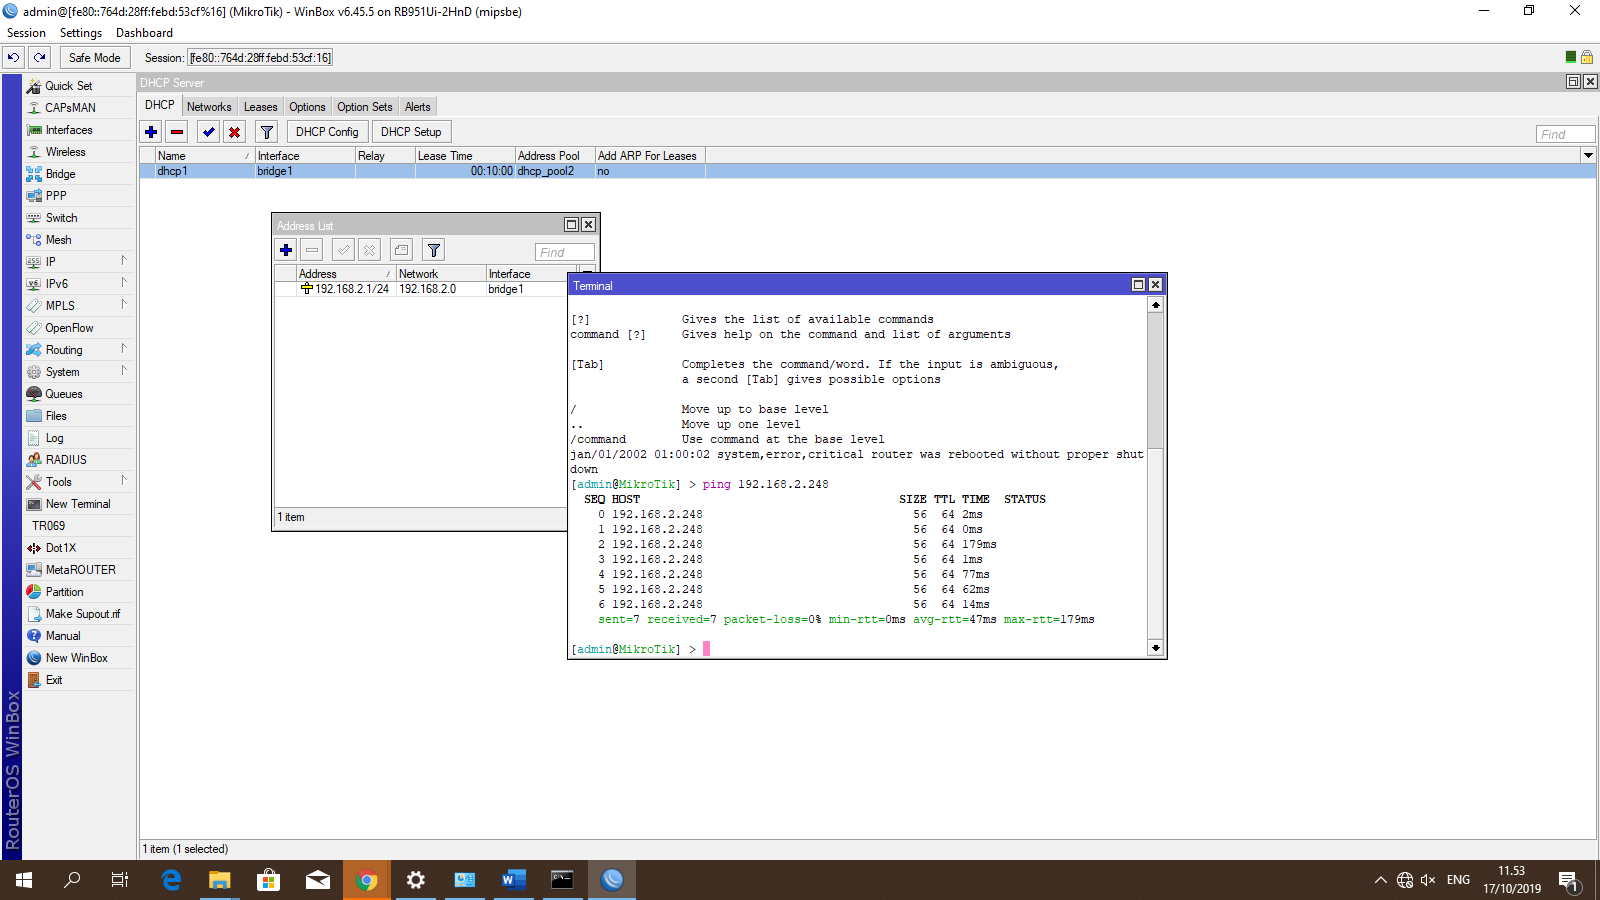 admin@[fe80::764d:28ff:febd:53cf%16] (MikroTik) - WinBox v6.45.5 on RB951Ui-2HnD (mipsbe)
Session Settings Dashboard
Safe Mode Session: [fe80::764d:28ff:febd:53cf:16]
Quick Set
CAPsMAN
Interfaces
Wireless
Bridge
PPP
Switch
Mesh
IP
IPv6
MPLS
OpenFlow
Routing
System
Queues
Files
Log
RADIUS
Tools
New Terminal
TR069
Dot1X
MetaROUTER
Partition
Make Supout.rif
Manual
New WinBox
Exit
RouterOS WinBox
DHCP Server
DHCP Networks Leases Options Option Sets Alerts
DHCP Config DHCP Setup Find
Name Interface Relay Lease Time Address Pool Add ARP For Leases
dhcp1 bridge1 00:10:00 dhcp_pool2 no
Address List
Find
Address Network Interface
192.168.2.1/24 192.168.2.0 bridge1
1 item
Terminal
[?] Gives the list of available commands
command [?] Gives help on the command and list of arguments
[Tab] Completes the command/word. If the input is ambiguous,
a second [Tab] gives possible options
/ Move up to base level
.. Move up one level
/command Use command at the base level
jan/01/2002 01:00:02 system,error,critical router was rebooted without proper shut
down
[admin@MikroTik] > ping 192.168.2.248
SEQ HOST SIZE TTL TIME STATUS
0 192.168.2.248 56 64 2ms
1 192.168.2.248 56 64 0ms
2 192.168.2.248 56 64 179ms
3 192.168.2.248 56 64 1ms
4 192.168.2.248 56 64 77ms
5 192.168.2.248 56 64 62ms
6 192.168.2.248 56 64 14ms
sent=7 received=7 packet-loss=0% min-rtt=0ms avg-rtt=47ms max-rtt=179ms
[admin@MikroTik] >
1 item (1 selected)
ENG
11.53
17/10/2019
1